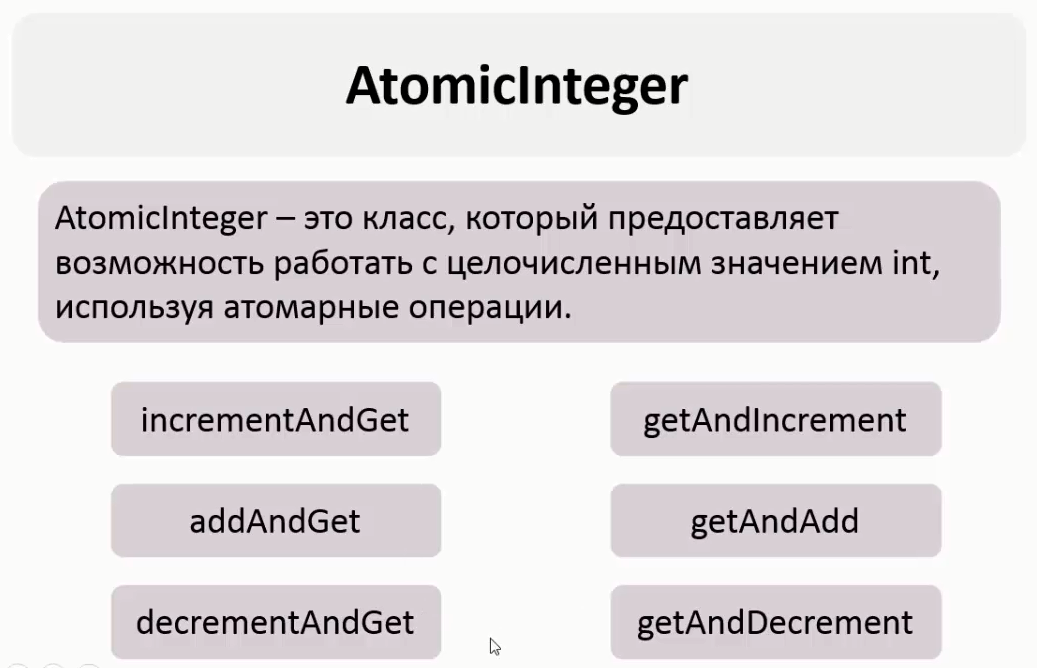 AtomicInteger
AtomicInteger – это класс, который предоставляет
возможность работать с целочисленным значением int,
используя атомарные операции.
incrementAndGet
getAndIncrement
addAndGet
getAndAdd
decrementAndGet
getAndDecrement